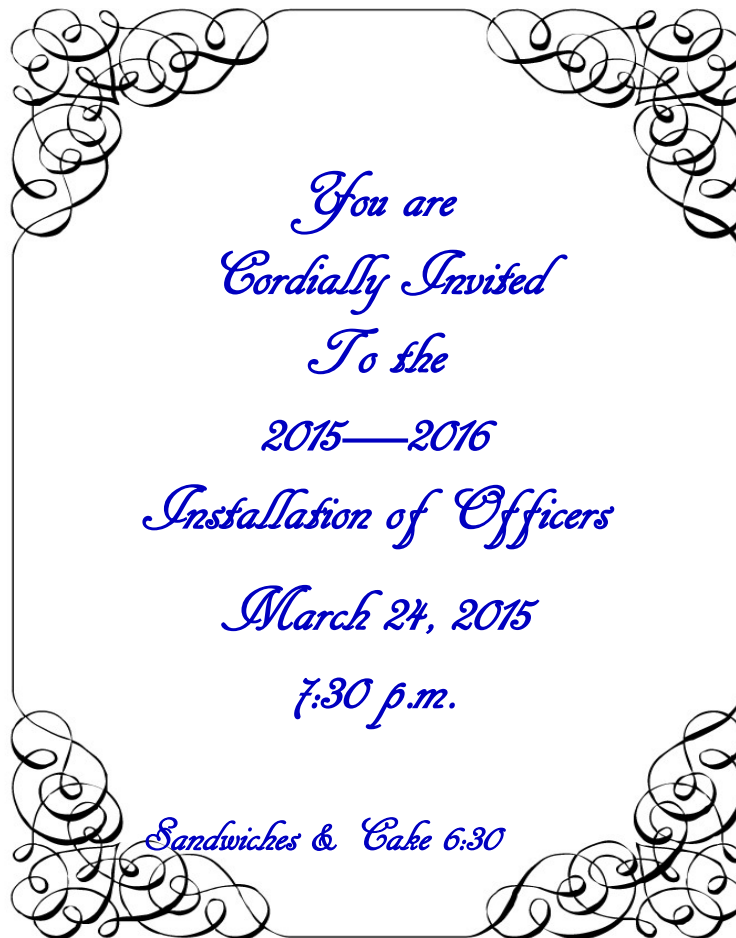 You are
Cordially Invited
To the
2015—2016
Installation of Officers
March 24, 2015
7:30 p.m.
Sandwiches & Cake 6:30